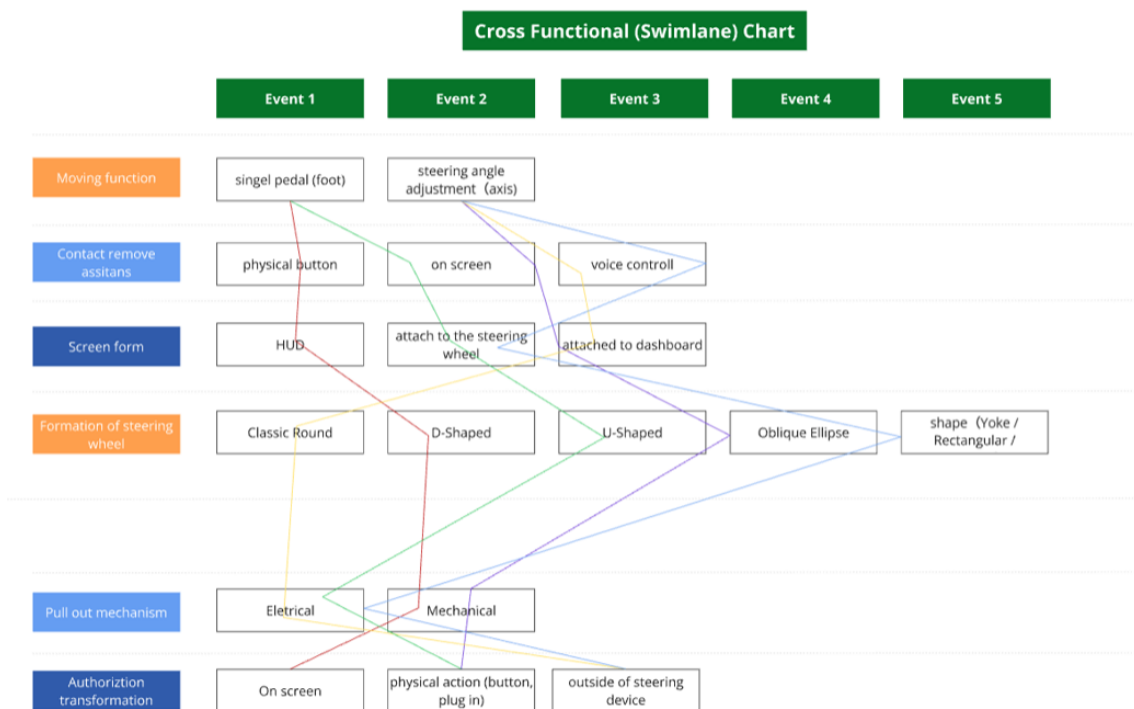 Cross Functional (Swimlane) Chart
Event 1
Event 2
Event 3
Event 4
Event 5
Moving function
singel pedal (foot)
steering angle
adjustment (axis)
Contact remove
assitans
physical button
on screen
voice controll
Screen form
HUD
attach to the steering
wheel
attached to dashboard
Formation of steering
wheel
Classic Round
D-Shaped
U-Shaped
Oblique Ellipse
shape (Yoke /
Rectangular /
Pull out mechanism
Eletrical
Mechanical
Authoriztion
transformation
On screen
physical action (button,
plug in)
outside of steering
device